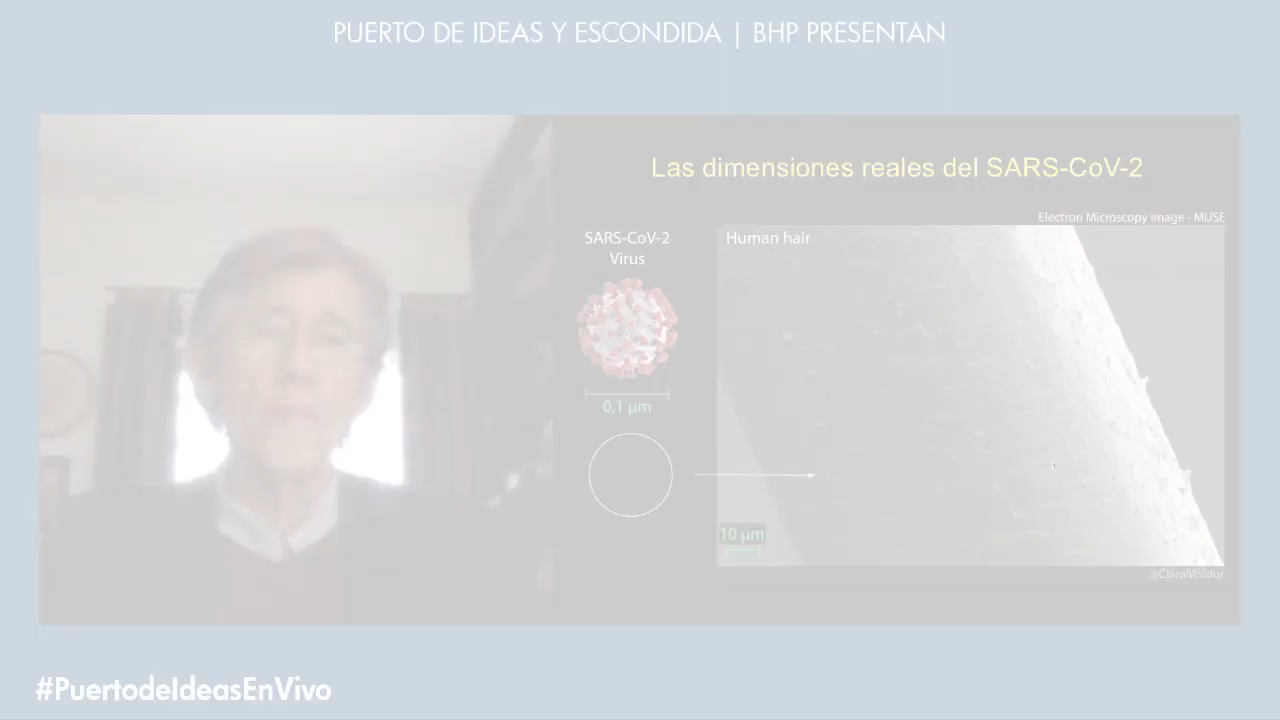 PUERTO DE IDEAS Y ESCONDIDA | BHP PRESENTAN
Las dimensiones reales del SARS-CoV-2
Electron Microscopy image - MUSE
SARS-CoV-2
Virus
Human hair
0,1 µm
10 µm
@ClaraMSidor
#PuertodeIdeasEnVivo